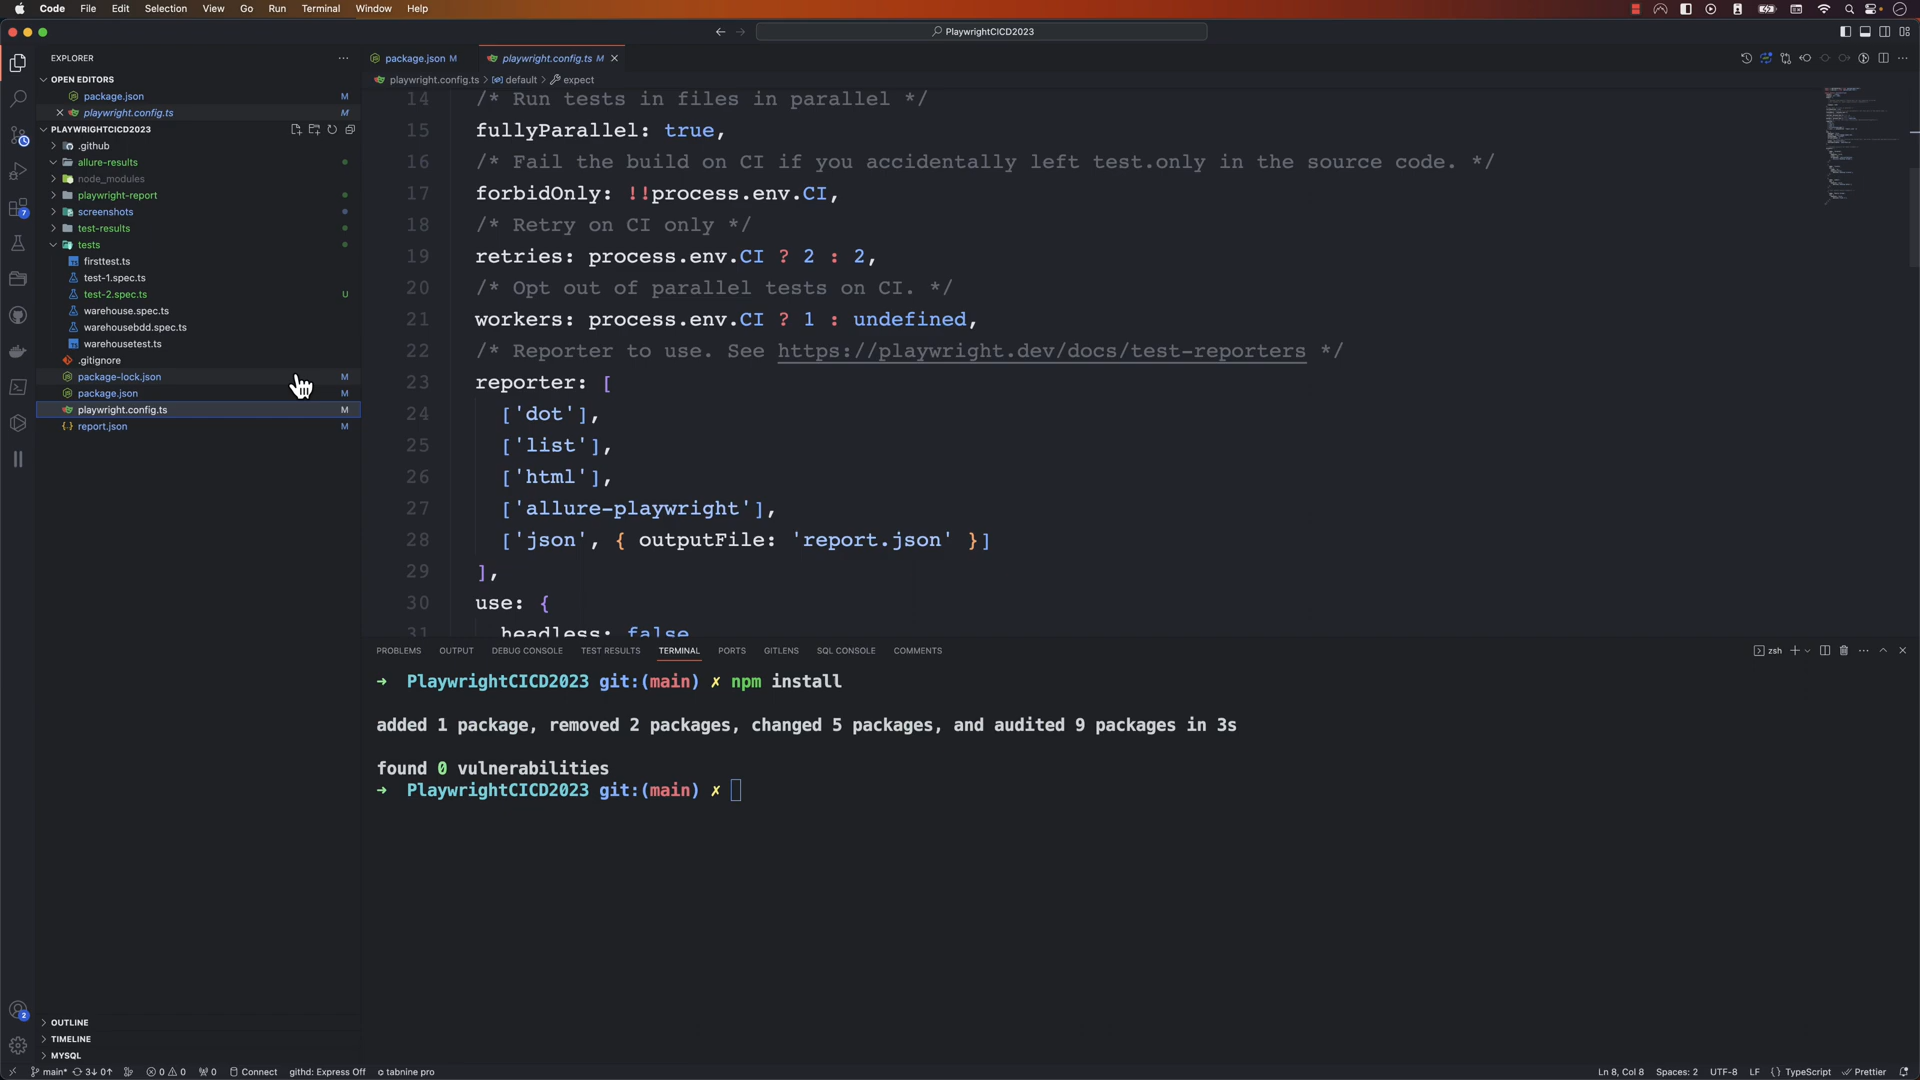 Code File Edit Selection View Go Run Terminal Window Help
PlaywrightCICD2023
EXPLORER
OPEN EDITORS
package.json M
playwright.config.ts M
PLAYWRIGHTCICD2023
.github
allure-results
node_modules
playwright-report
screenshots
test-results
tests
firsttest.ts
test-1.spec.ts
test-2.spec.ts U
warehouse.spec.ts
warehousebdd.spec.ts
warehousetest.ts
.gitignore
package-lock.json M
package.json M
playwright.config.ts M
report.json M
OUTLINE
TIMELINE
MYSQL
7
2
package.json M playwright.config.ts M
playwright.config.ts > default > expect
14 /* Run tests in files in parallel */
15 fullyParallel: true,
16 /* Fail the build on CI if you accidentally left test.only in the source code. */
17 forbidOnly: !!process.env.CI,
18 /* Retry on CI only */
19 retries: process.env.CI ? 2 : 2,
20 /* Opt out of parallel tests on CI. */
21 workers: process.env.CI ? 1 : undefined,
22 /* Reporter to use. See https://playwright.dev/docs/test-reporters */
23 reporter: [
24 ['dot'],
25 ['list'],
26 ['html'],
27 ['allure-playwright'],
28 ['json', { outputFile: 'report.json' }]
29 ],
30 use: {
31 headless: false
PROBLEMS OUTPUT DEBUG CONSOLE TEST RESULTS TERMINAL PORTS GITLENS SQL CONSOLE COMMENTS zsh
→ PlaywrightCICD2023 git:(main) ✗ npm install
added 1 package, removed 2 packages, changed 5 packages, and audited 9 packages in 3s
found 0 vulnerabilities
→ PlaywrightCICD2023 git:(main) ✗
main* 3↓ 0↑ 0 0 0 Connect githd: Express Off tabnine pro Ln 8, Col 8 Spaces: 2 UTF-8 LF {} TypeScript Prettier